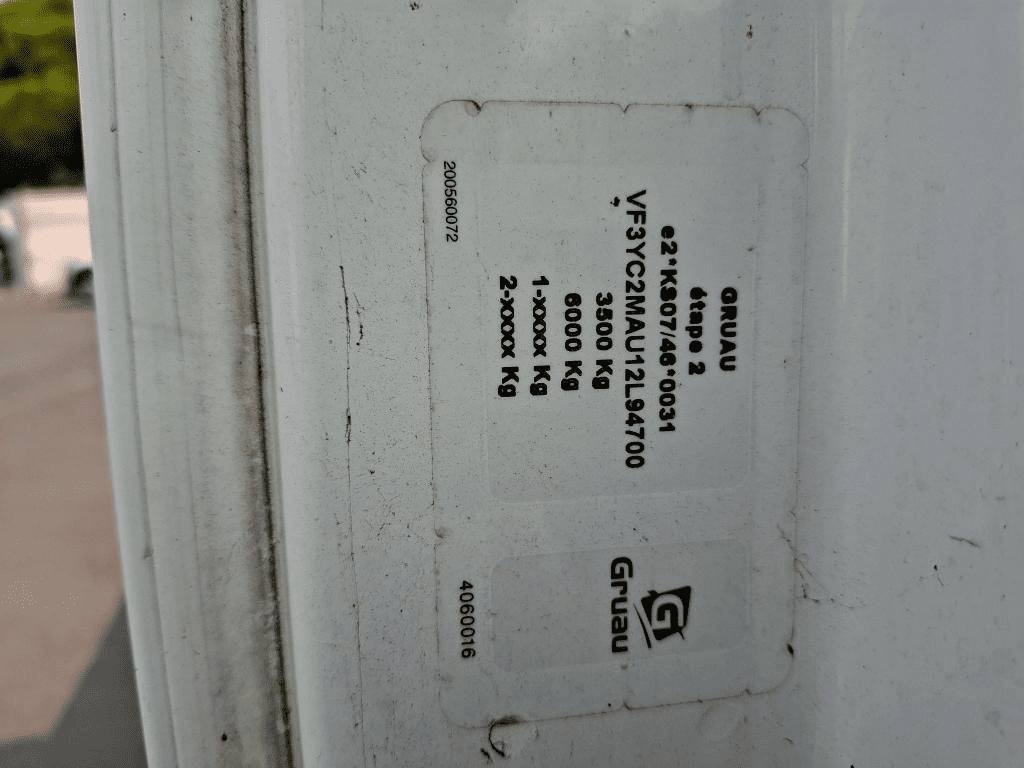 GRUAU
étape 2
e2*KS07/46*0031
VF3YC2MAU12L94700
3500 Kg
6000 Kg
1-xxxx Kg
2-xxxx Kg
200560072
G
Gruau
4060016